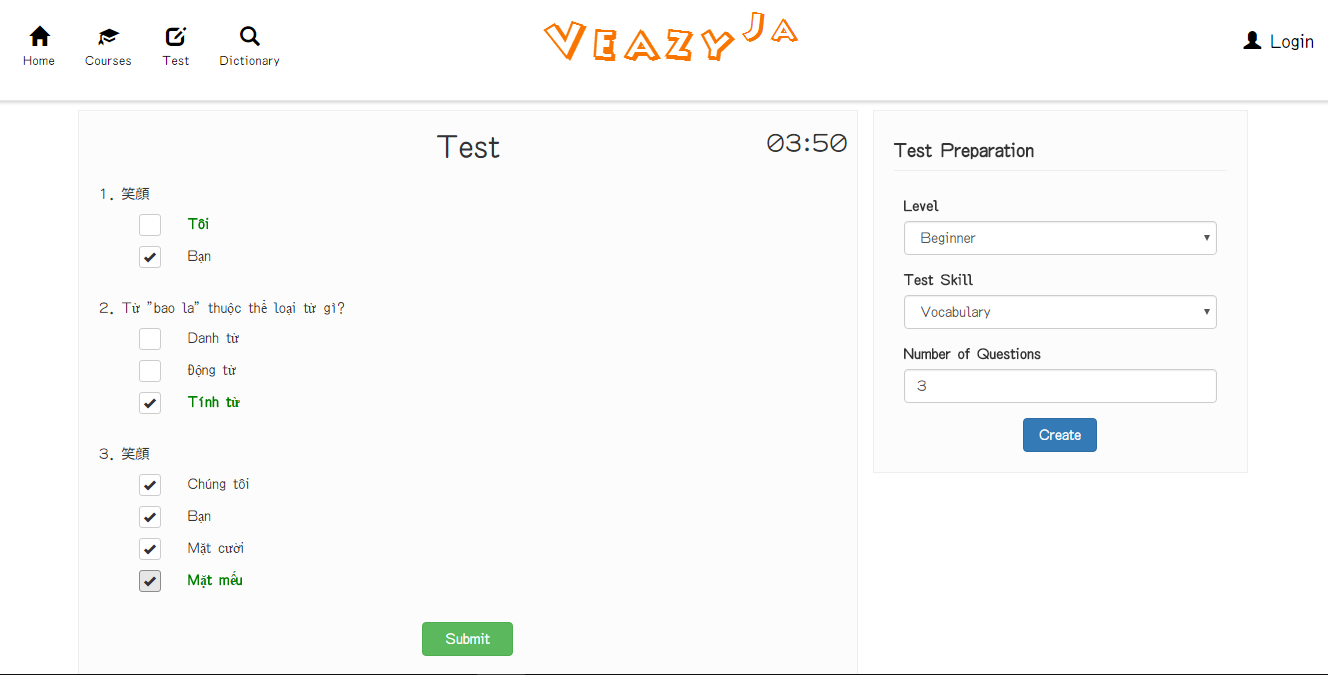 Home Courses Test Dictionary
VEAZY JA
Login
Test
03:50
1. 笑顔
Tôi
Bạn
2. Từ "bao la" thuộc thể loại từ gì?
Danh từ
Động từ
Tính từ
3. 笑顔
Chúng tôi
Bạn
Mặt cười
Mặt mếu
Submit
Test Preparation
Level
Beginner
Test Skill
Vocabulary
Number of Questions
3
Create